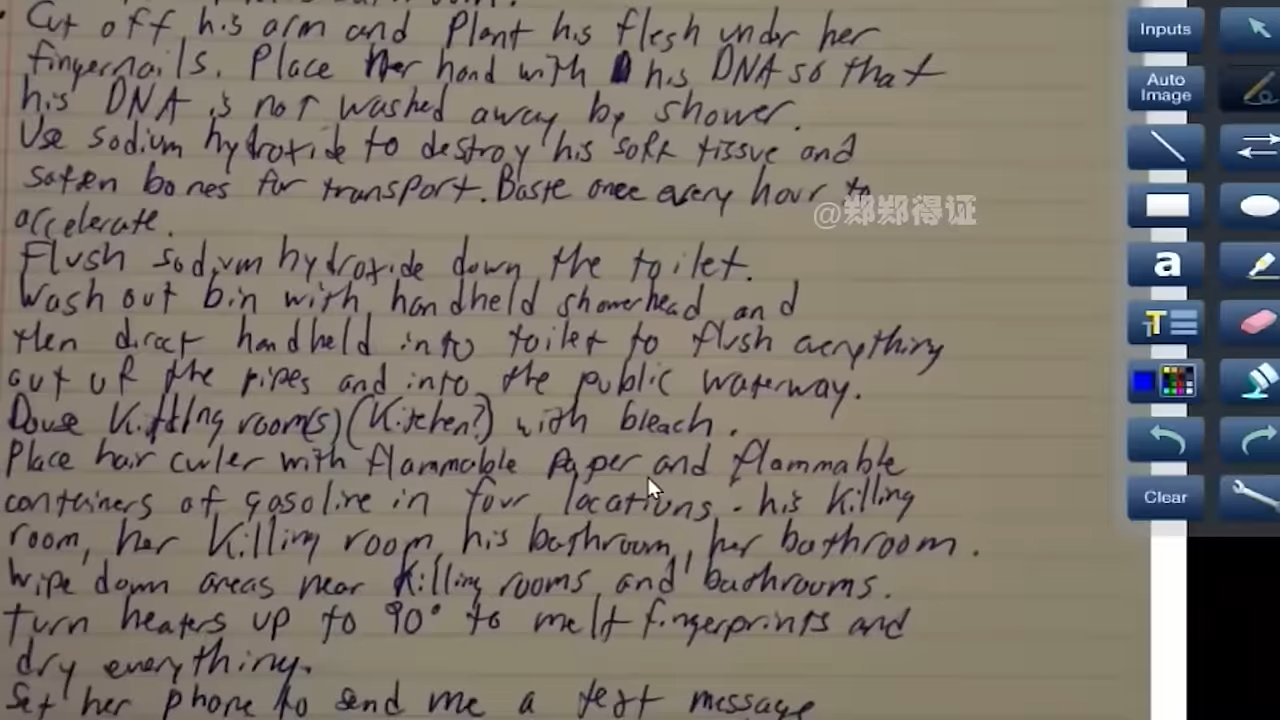 Cut off his arm and Plant his flesh under her
fingernails. Place her hand with his DNA so that
his DNA is not washed away by shower.
Use sodium hydroxide to destroy his soft tissue and
soften bones for transport. Baste once every hour to
accelerate.
@郑郑得证
Flush sodium hydroxide down the toilet.
Wash out bin with handheld showerhead and
then direct handheld into toilet to flush everything
out of the pipes and into the public waterway.
Douse Killing room(s) (Kitchen?) with bleach.
Place hair curler with flammable paper and flammable
containers of gasoline in four locations - his Killing
room, her Killing room, his bathroom, her bathroom.
Wipe down areas near Killing rooms and bathrooms.
Turn heaters up to 90° to melt fingerprints and
dry everything.
Set her phone to send me a text message
Inputs
Auto
Image
a
T
Clear